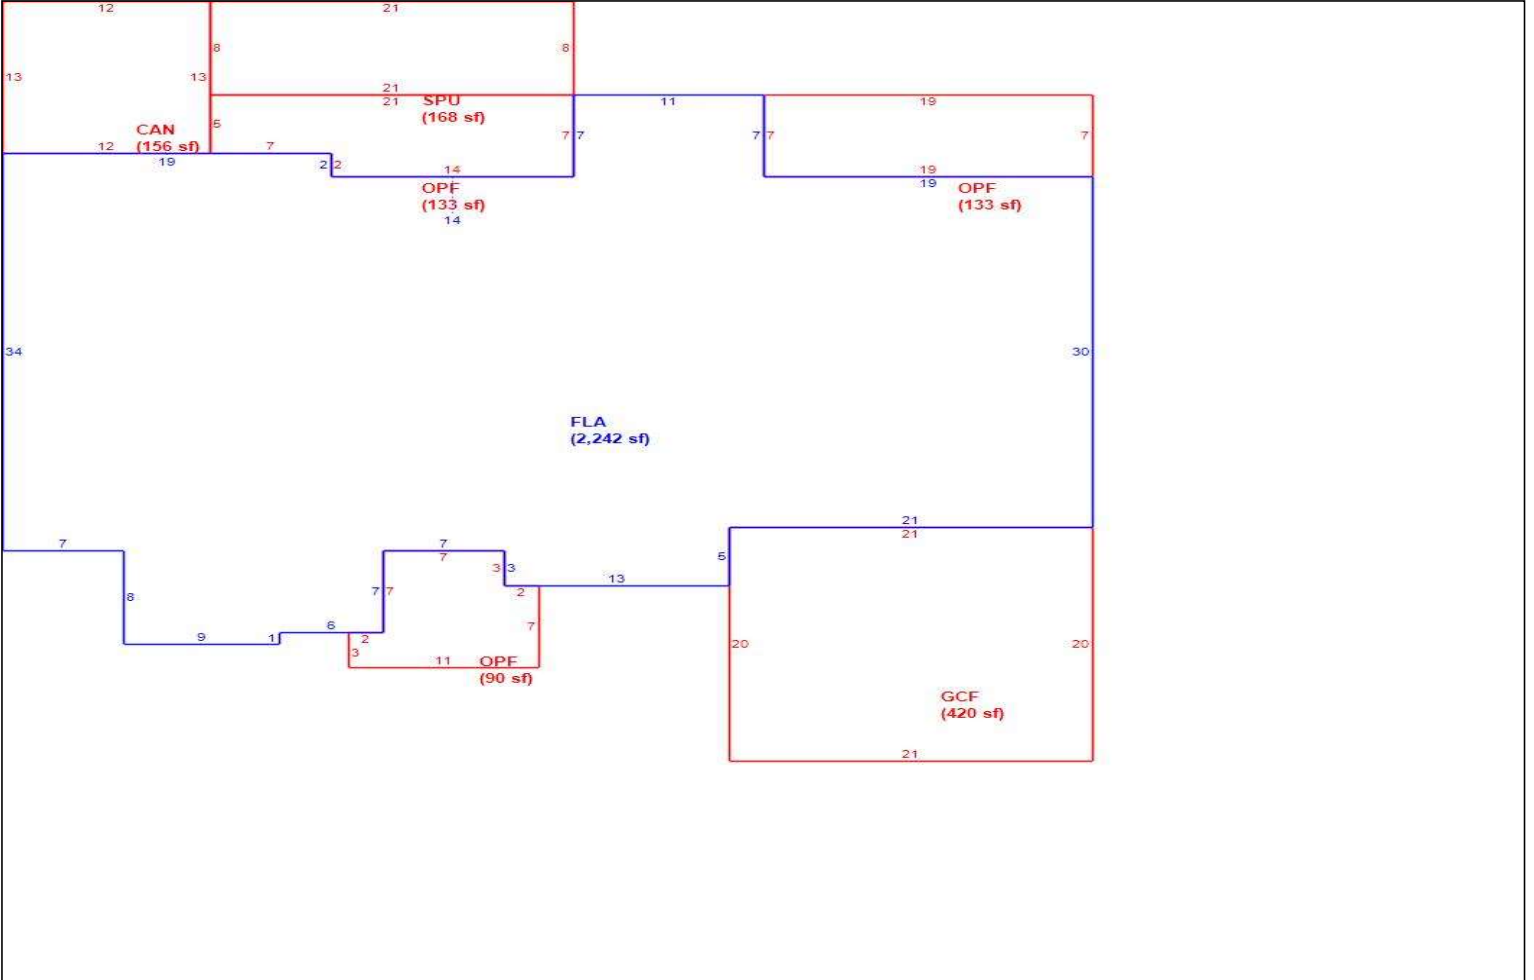 12 21
8 8
13 13
21
21 SPU
(168 sf)
11 19
5
CAN
(156 sf)
7 7 7 7 7
12 7
19 2 2 14 19
OPF
(133 sf)
14
19 OPF
(133 sf)
34 30
FLA
(2,242 sf)
21
21
7 7
7
5
3 3
13
8 7 7 2
6 7
9 1 2
20 20
3
11 OPF
(90 sf)
GCF
(420 sf)
21